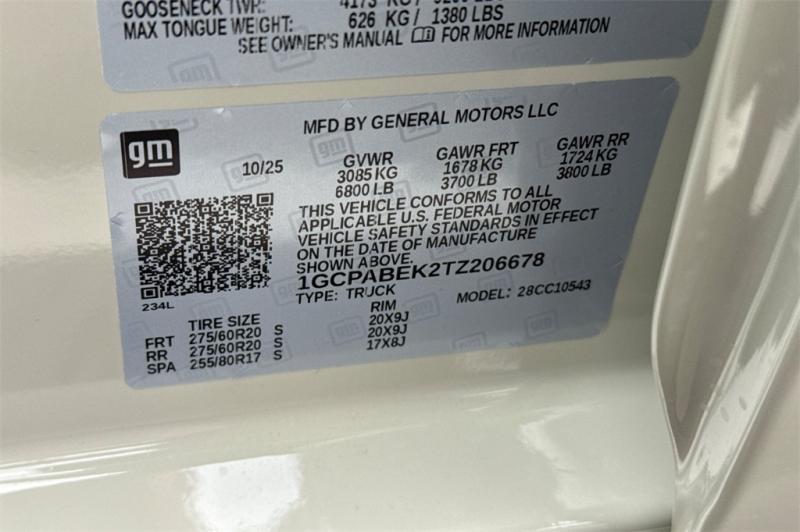 GOOSENECK TWR:
MAX TONGUE WEIGHT: 626 KG / 1380 LBS
SEE OWNER'S MANUAL FOR MORE INFORMATION
gm
MFD BY GENERAL MOTORS LLC
10/25
GVWR GAWR FRT GAWR RR
3085 KG 1678 KG 1724 KG
6800 LB 3700 LB 3800 LB
THIS VEHICLE CONFORMS TO ALL
APPLICABLE U.S. FEDERAL MOTOR
VEHICLE SAFETY STANDARDS IN EFFECT
ON THE DATE OF MANUFACTURE
SHOWN ABOVE.
1GCPABEK2TZ206678
TYPE: TRUCK MODEL: 28CC10543
234L
TIRE SIZE RIM
FRT 275/60R20 S 20X9J
RR 275/60R20 S 20X9J
SPA 255/80R17 S 17X8J